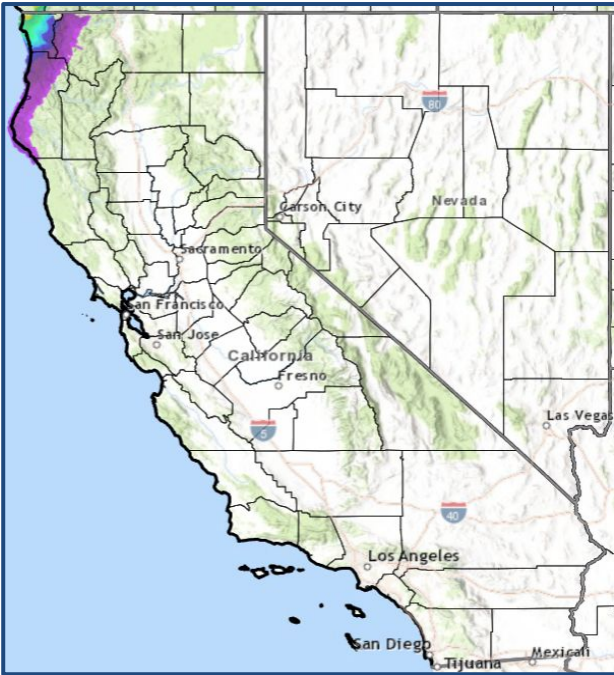 80
Nevada
Carson City
Sacramento
San Francisco
San Jose
California
Fresno
Las Vegas
5
40
Los Angeles
San Diego
Tijuana
Mexicali